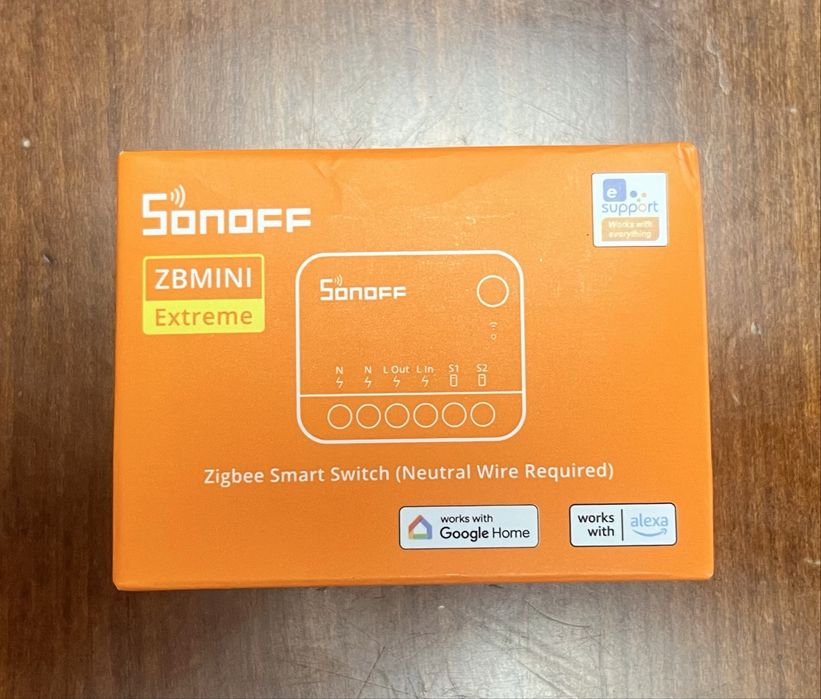 SONOFF
e
support
Works with
everything
ZBMINI
Extreme
SONOFF
N N L Out L In S1 S2
Zigbee Smart Switch (Neutral Wire Required)
works with
Google Home
works
with
alexa